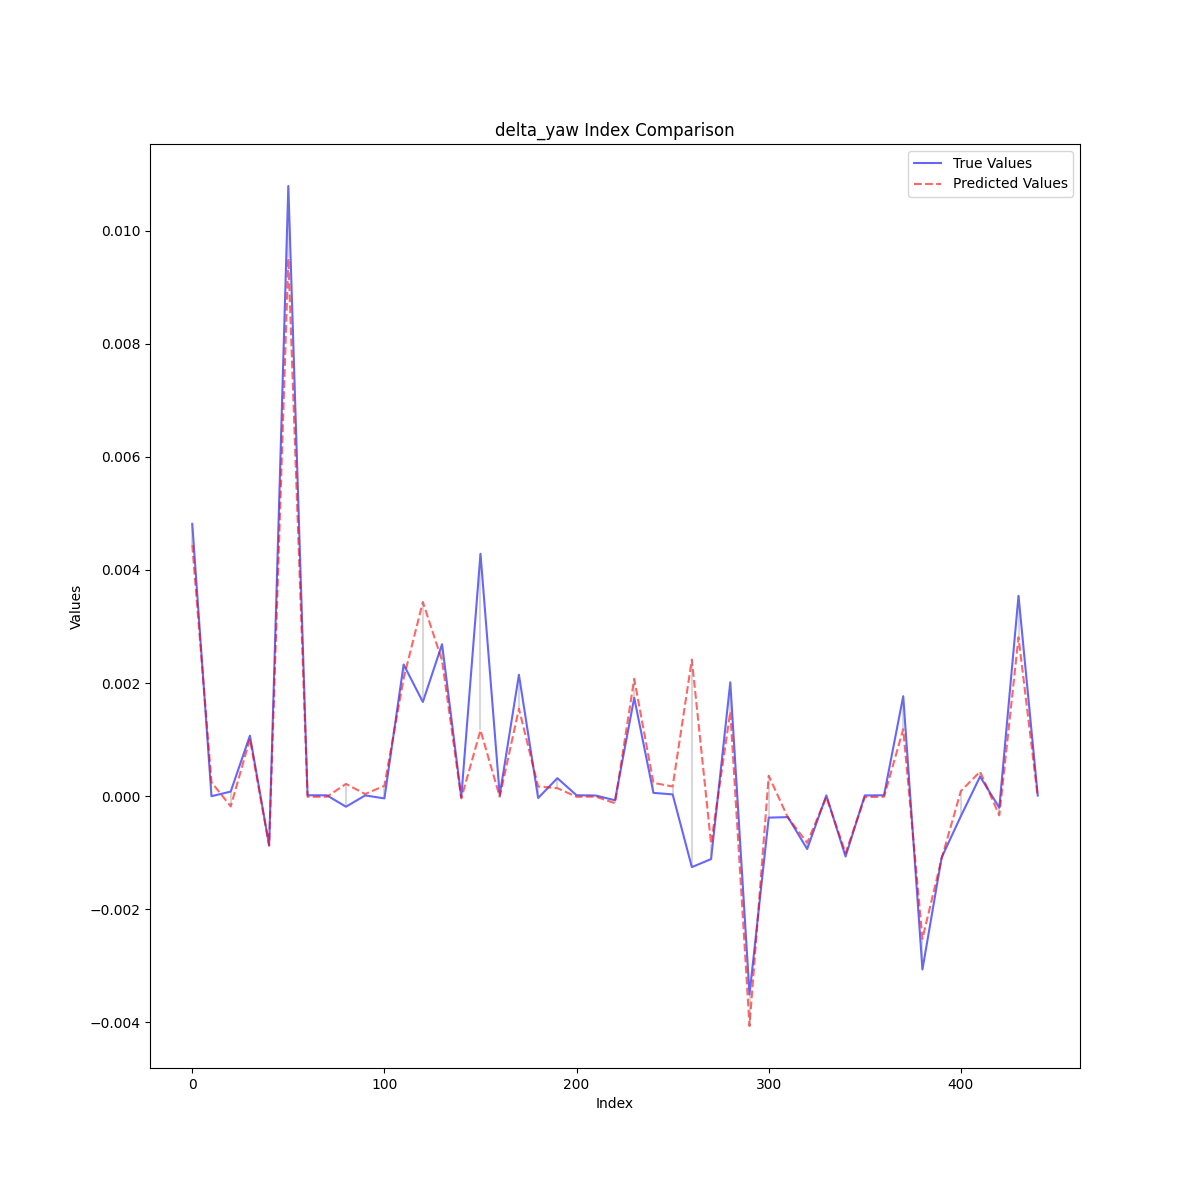 delta_yaw Index Comparison
True Values
Predicted Values
0.010
0.008
0.006
0.004
0.002
0.000
−0.002
−0.004
Values
0
100
200
300
400
Index